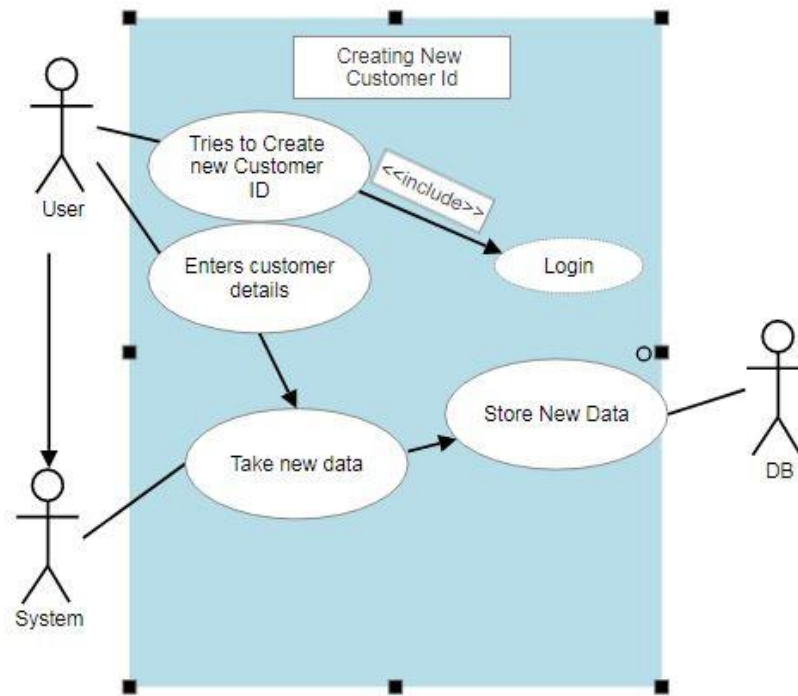 Creating New
Customer Id
Tries to Create
new Customer
ID
<<include>>
User
Enters customer
details
Login
Store New Data
Take new data
DB
System